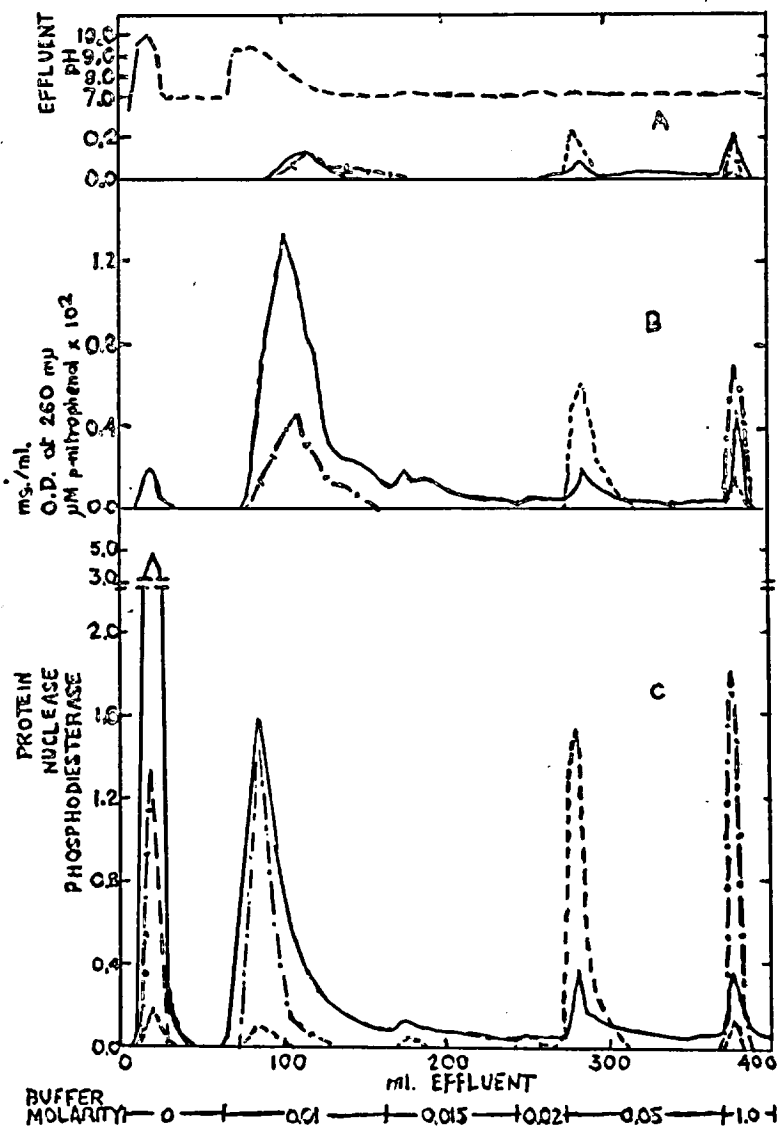 EFFLUENT
pH
10.0
9.0
8.0
7.0
0.2
0.0
A
mg./ml.
O.D. at 260 mμ
μM p-nitrophenol x 10²
1.2
0.8
0.4
0.0
B
PROTEIN
NUCLEASE
PHOSPHODIESTERASE
5.0
3.0
2.0
1.6
1.2
0.8
0.4
0.0
C
0 100 200 300 400
ml. EFFLUENT
BUFFER
MOLARITY 0 0.01 0.015 0.02 0.05 1.0